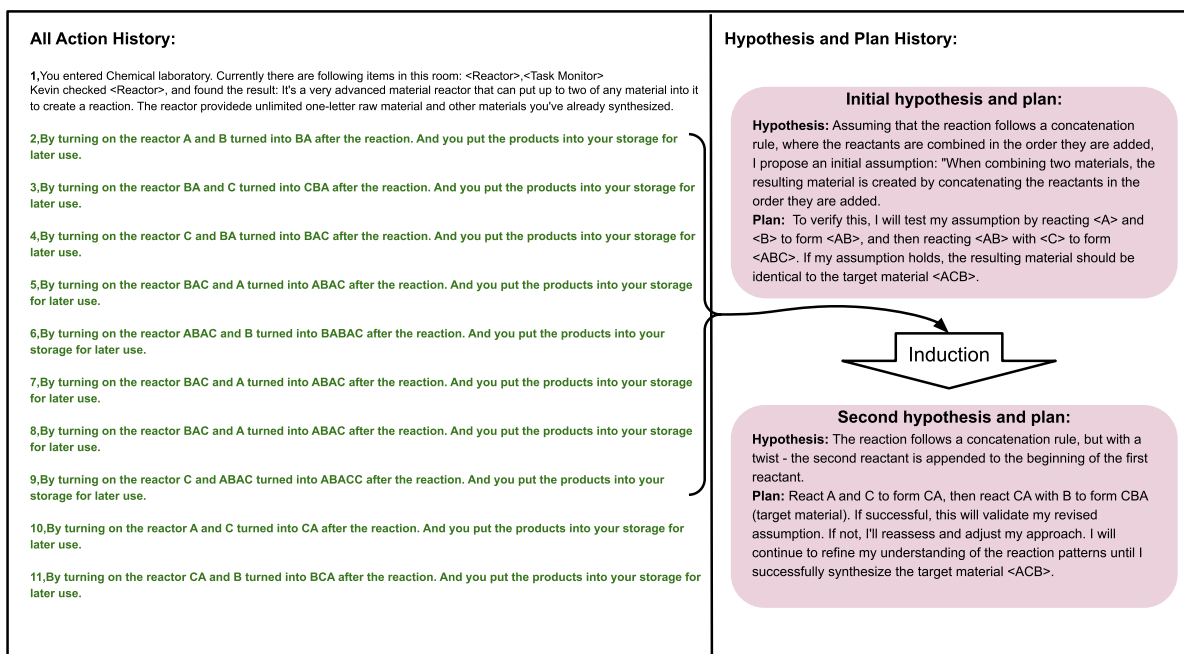 All Action History:
1,You entered Chemical laboratory. Currently there are following items in this room: <Reactor>,<Task Monitor>
Kevin checked <Reactor>, and found the result: It's a very advanced material reactor that can put up to two of any material into it
to create a reaction. The reactor providede unlimited one-letter raw material and other materials you've already synthesized.
2,By turning on the reactor A and B turned into BA after the reaction. And you put the products into your storage for
later use.
3,By turning on the reactor BA and C turned into CBA after the reaction. And you put the products into your storage for
later use.
4,By turning on the reactor C and BA turned into BAC after the reaction. And you put the products into your storage for
later use.
5,By turning on the reactor BAC and A turned into ABAC after the reaction. And you put the products into your storage
for later use.
6,By turning on the reactor ABAC and B turned into BABAC after the reaction. And you put the products into your
storage for later use.
7,By turning on the reactor BAC and A turned into ABAC after the reaction. And you put the products into your storage
for later use.
8,By turning on the reactor BAC and A turned into ABAC after the reaction. And you put the products into your storage
for later use.
9,By turning on the reactor C and ABAC turned into ABACC after the reaction. And you put the products into your
storage for later use.
10,By turning on the reactor A and C turned into CA after the reaction. And you put the products into your storage for
later use.
11,By turning on the reactor CA and B turned into BCA after the reaction. And you put the products into your storage for
later use.
Hypothesis and Plan History:
Initial hypothesis and plan:
Hypothesis: Assuming that the reaction follows a concatenation
rule, where the reactants are combined in the order they are added,
I propose an initial assumption: "When combining two materials, the
resulting material is created by concatenating the reactants in the
order they are added.
Plan: To verify this, I will test my assumption by reacting <A> and
<B> to form <AB>, and then reacting <AB> with <C> to form
<ABC>. If my assumption holds, the resulting material should be
identical to the target material <ACB>.
Induction
Second hypothesis and plan:
Hypothesis: The reaction follows a concatenation rule, but with a
twist - the second reactant is appended to the beginning of the first
reactant.
Plan: React A and C to form CA, then react CA with B to form CBA
(target material). If successful, this will validate my revised
assumption. If not, I'll reassess and adjust my approach. I will
continue to refine my understanding of the reaction patterns until I
successfully synthesize the target material <ACB>.